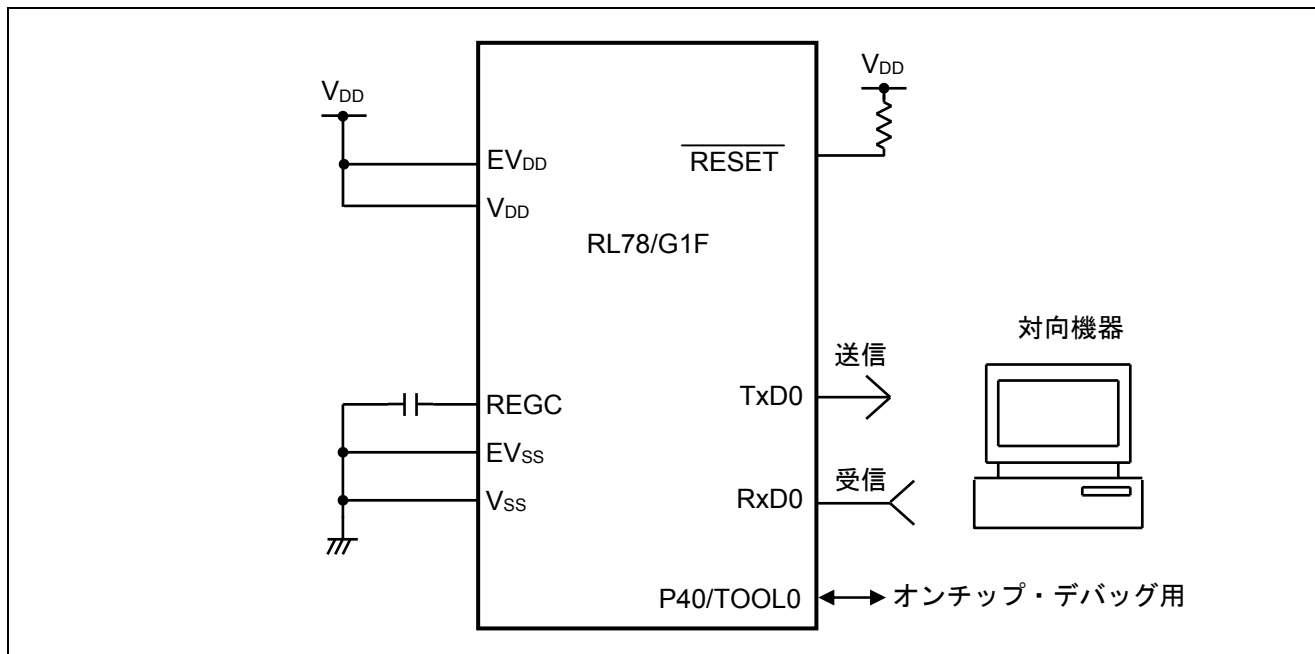 VDD
EVDD
VDD
REGC
EVSS
VSS
RL78/G1F
VDD
RESET
TxD0
送信
RxD0
受信
P40/TOOL0
オンチップ・デバッグ用
対向機器